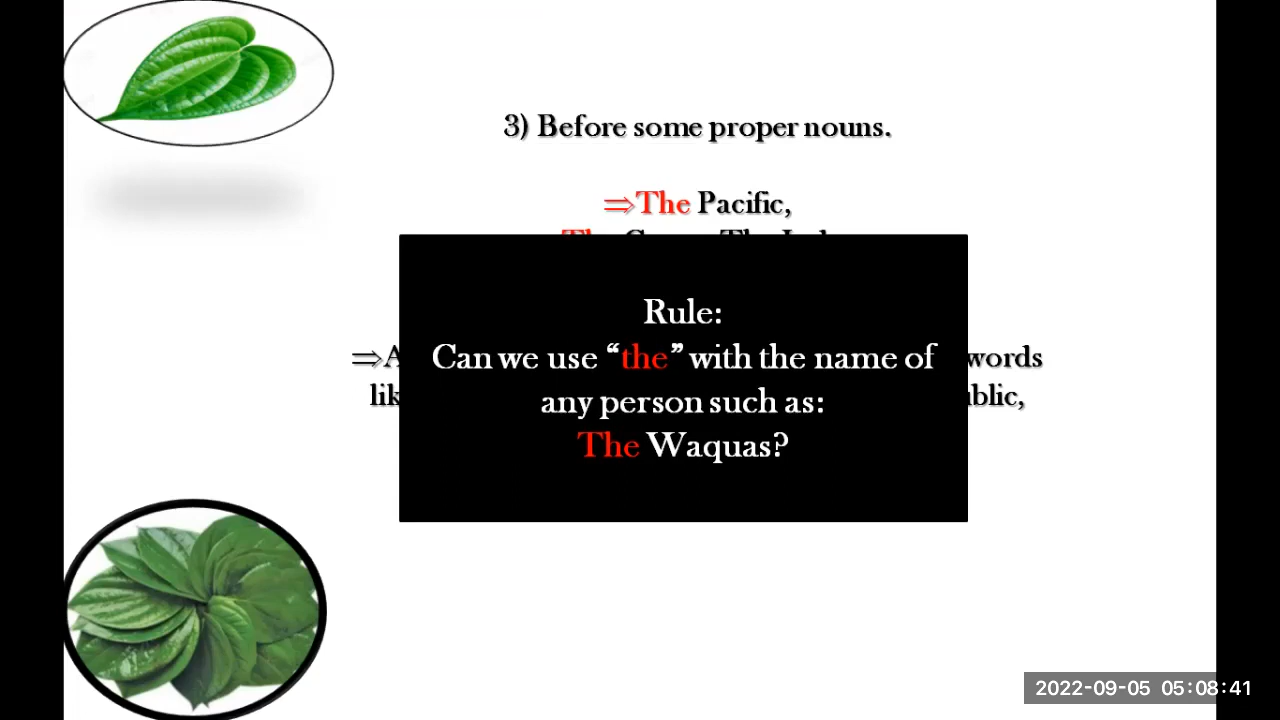 3) Before some proper nouns.
⇒The Pacific,
Rule:
⇒A Can we use “the” with the name of words
lik any person such as: ublic,
The Waquas?
2022-09-05 05:08:41